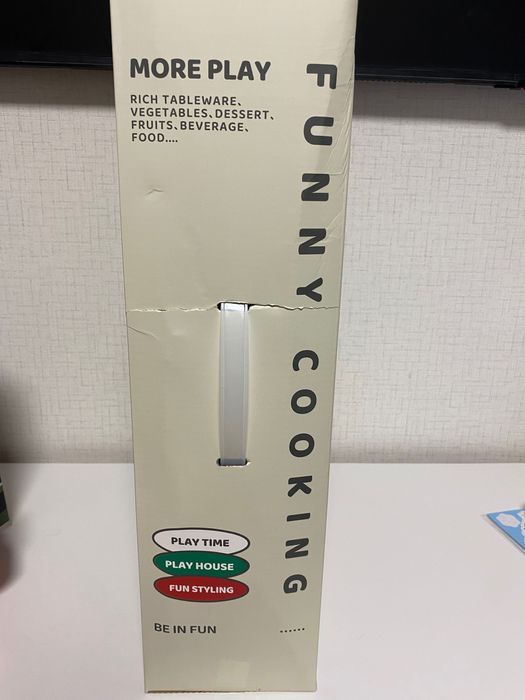 MORE PLAY
RICH TABLEWARE、
VEGETABLES、DESSERT、
FRUITS、BEVERAGE、
FOOD....
FUNNY COOKING
PLAY TIME
PLAY HOUSE
FUN STYLING
BE IN FUN
......